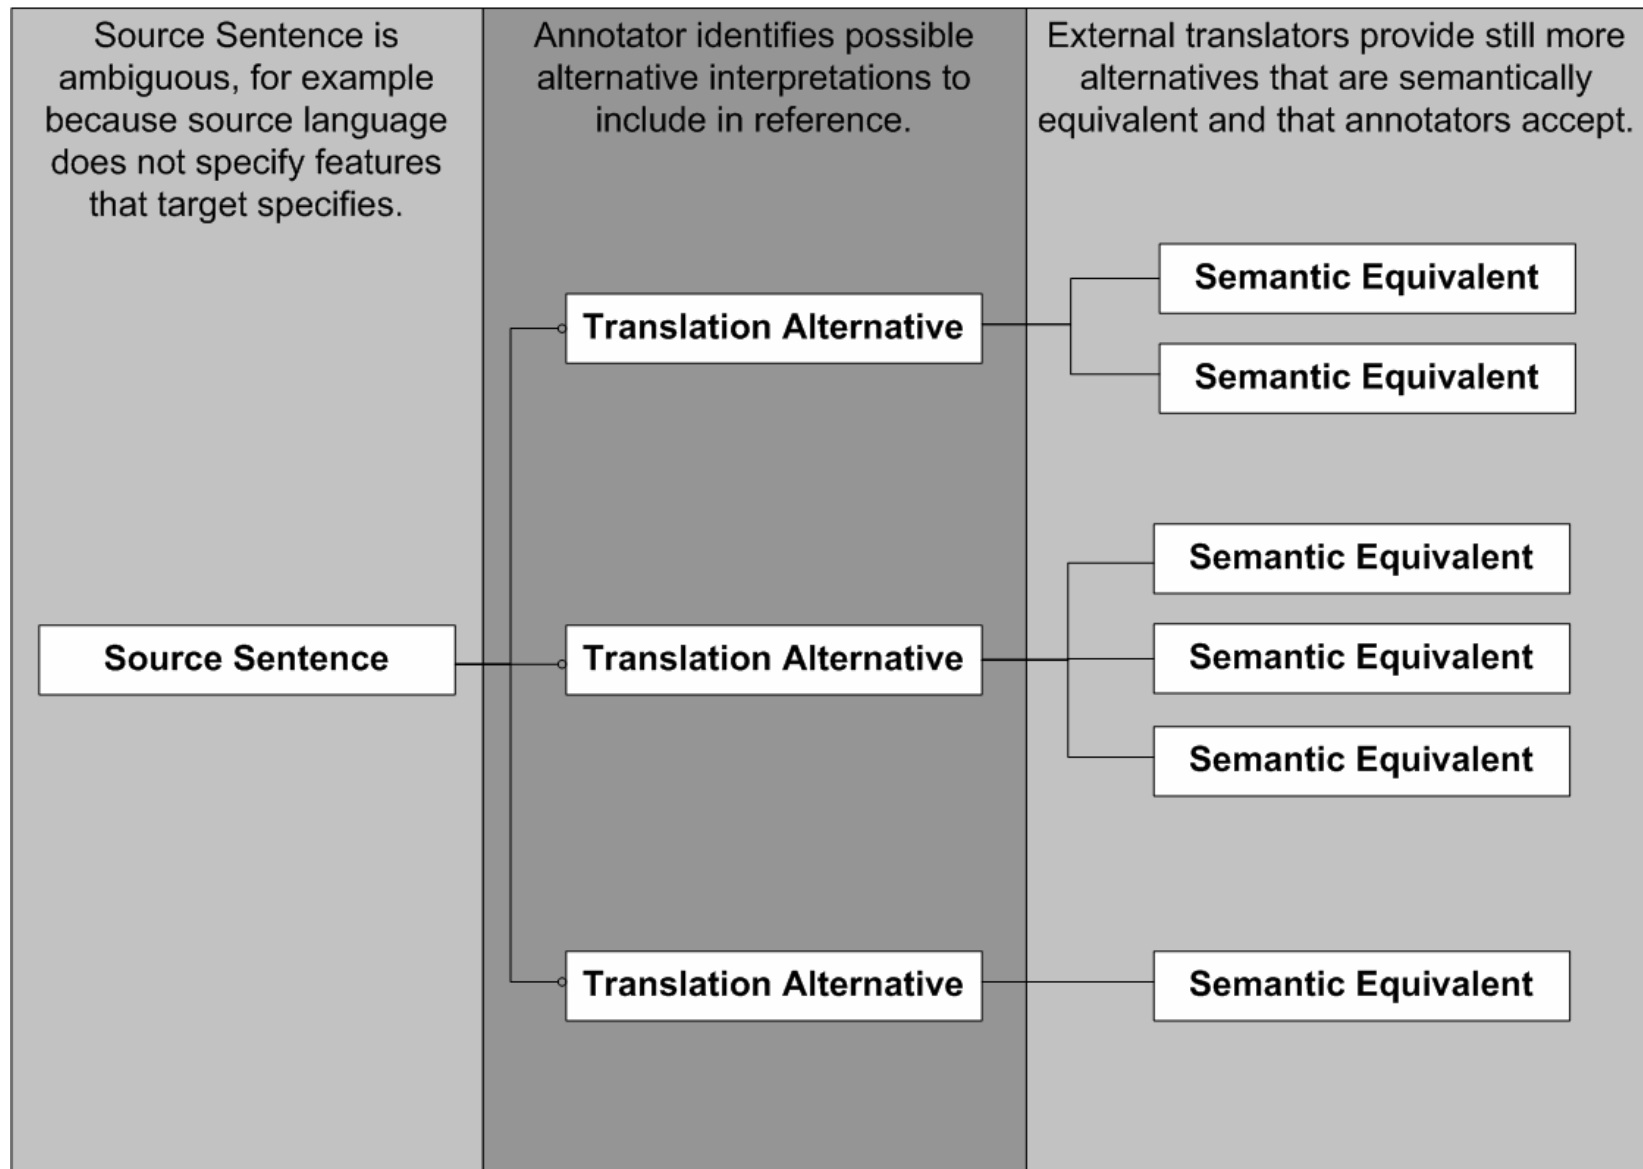 Source Sentence is
ambiguous, for example
because source language
does not specify features
that target specifies.
Annotator identifies possible
alternative interpretations to
include in reference.
External translators provide still more
alternatives that are semantically
equivalent and that annotators accept.
Source Sentence
Translation Alternative
Semantic Equivalent
Semantic Equivalent
Translation Alternative
Semantic Equivalent
Semantic Equivalent
Semantic Equivalent
Translation Alternative
Semantic Equivalent